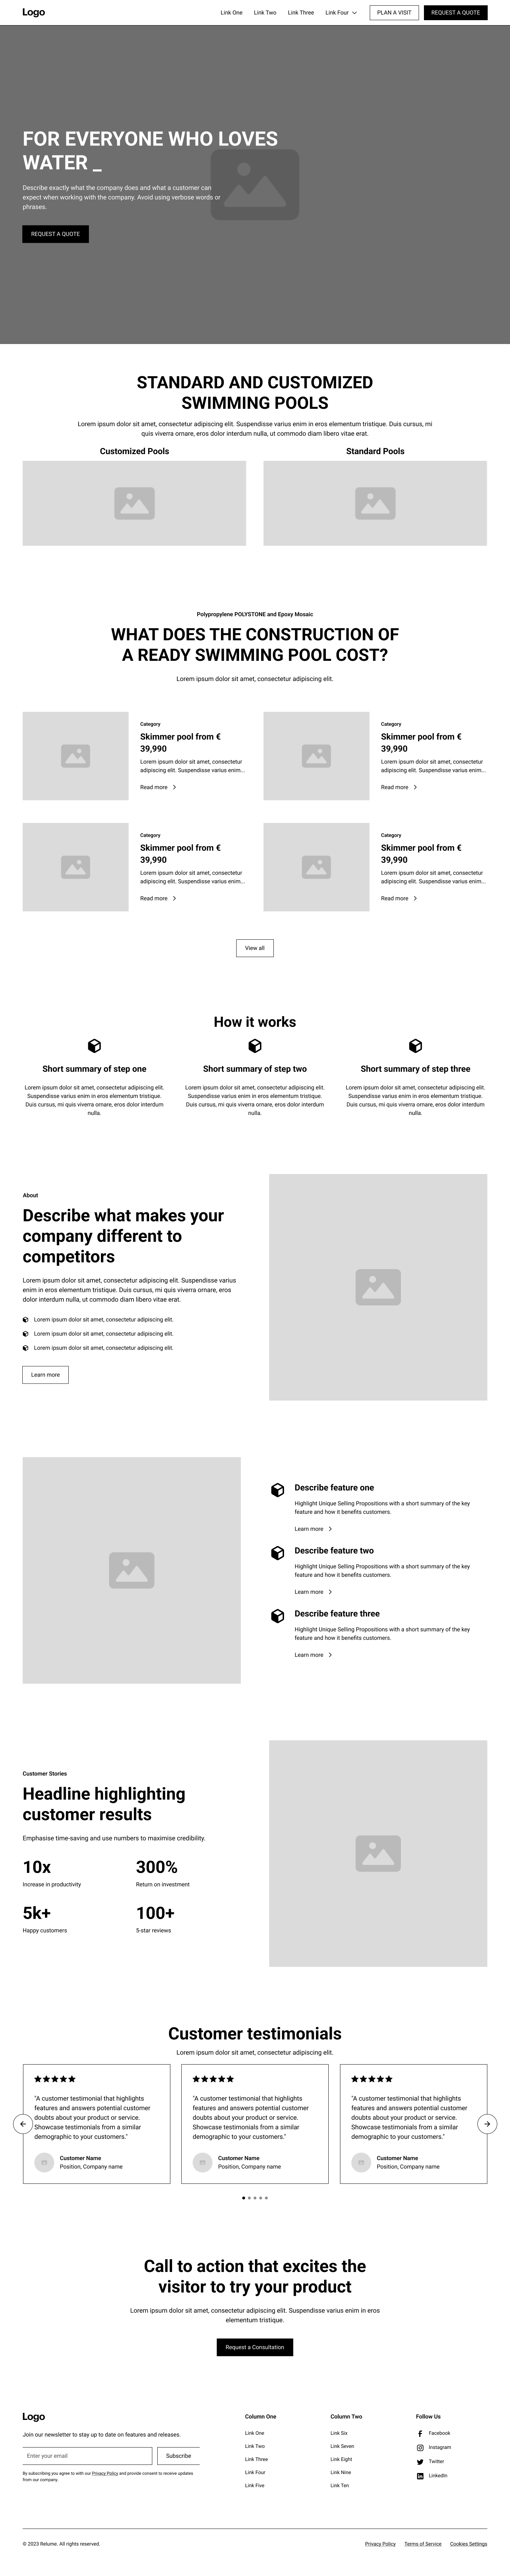 Logo
Link One
Link Two
Link Three
Link Four
PLAN A VISIT
REQUEST A QUOTE
FOR EVERYONE WHO LOVES
WATER _
Describe exactly what the company does and what a customer can
expect when working with the company. Avoid using verbose words or
phrases.
REQUEST A QUOTE
STANDARD AND CUSTOMIZED
SWIMMING POOLS
Lorem ipsum dolor sit amet, consectetur adipiscing elit. Suspendisse varius enim in eros elementum tristique. Duis cursus, mi
quis viverra ornare, eros dolor interdum nulla, ut commodo diam libero vitae erat.
Customized Pools
Standard Pools
Polypropylene POLYSTONE and Epoxy Mosaic
WHAT DOES THE CONSTRUCTION OF
A READY SWIMMING POOL COST?
Lorem ipsum dolor sit amet, consectetur adipiscing elit.
Category
Skimmer pool from €
39,990
Lorem ipsum dolor sit amet, consectetur
adipiscing elit. Suspendisse varius enim...
Read more
Category
Skimmer pool from €
39,990
Lorem ipsum dolor sit amet, consectetur
adipiscing elit. Suspendisse varius enim...
Read more
Category
Skimmer pool from €
39,990
Lorem ipsum dolor sit amet, consectetur
adipiscing elit. Suspendisse varius enim...
Read more
Category
Skimmer pool from €
39,990
Lorem ipsum dolor sit amet, consectetur
adipiscing elit. Suspendisse varius enim...
Read more
View all
How it works
Short summary of step one
Lorem ipsum dolor sit amet, consectetur adipiscing elit.
Suspendisse varius enim in eros elementum tristique.
Duis cursus, mi quis viverra ornare, eros dolor interdum
nulla.
Short summary of step two
Lorem ipsum dolor sit amet, consectetur adipiscing elit.
Suspendisse varius enim in eros elementum tristique.
Duis cursus, mi quis viverra ornare, eros dolor interdum
nulla.
Short summary of step three
Lorem ipsum dolor sit amet, consectetur adipiscing elit.
Suspendisse varius enim in eros elementum tristique.
Duis cursus, mi quis viverra ornare, eros dolor interdum
nulla.
About
Describe what makes your
company different to
competitors
Lorem ipsum dolor sit amet, consectetur adipiscing elit. Suspendisse varius
enim in eros elementum tristique. Duis cursus, mi quis viverra ornare, eros
dolor interdum nulla, ut commodo diam libero vitae erat.
Lorem ipsum dolor sit amet, consectetur adipiscing elit.
Lorem ipsum dolor sit amet, consectetur adipiscing elit.
Lorem ipsum dolor sit amet, consectetur adipiscing elit.
Learn more
Describe feature one
Highlight Unique Selling Propositions with a short summary of the key
feature and how it benefits customers.
Learn more
Describe feature two
Highlight Unique Selling Propositions with a short summary of the key
feature and how it benefits customers.
Learn more
Describe feature three
Highlight Unique Selling Propositions with a short summary of the key
feature and how it benefits customers.
Learn more
Customer Stories
Headline highlighting
customer results
Emphasise time-saving and use numbers to maximise credibility.
10x
Increase in productivity
300%
Return on investment
5k+
Happy customers
100+
5-star reviews
Customer testimonials
Lorem ipsum dolor sit amet, consectetur adipiscing elit.
"A customer testimonial that highlights
features and answers potential customer
doubts about your product or service.
Showcase testimonials from a similar
demographic to your customers."
Customer Name
Position, Company name
"A customer testimonial that highlights
features and answers potential customer
doubts about your product or service.
Showcase testimonials from a similar
demographic to your customers."
Customer Name
Position, Company name
"A customer testimonial that highlights
features and answers potential customer
doubts about your product or service.
Showcase testimonials from a similar
demographic to your customers."
Customer Name
Position, Company name
Call to action that excites the
visitor to try your product
Lorem ipsum dolor sit amet, consectetur adipiscing elit. Suspendisse varius enim in eros
elementum tristique.
Request a Consultation
Logo
Join our newsletter to stay up to date on features and releases.
Enter your email
Subscribe
By subscribing you agree to with our Privacy Policy and provide consent to receive updates
from our company.
Column One
Link One
Link Two
Link Three
Link Four
Link Five
Column Two
Link Six
Link Seven
Link Eight
Link Nine
Link Ten
Follow Us
Facebook
Instagram
Twitter
LinkedIn
© 2023 Relume. All rights reserved.
Privacy Policy
Terms of Service
Cookies Settings